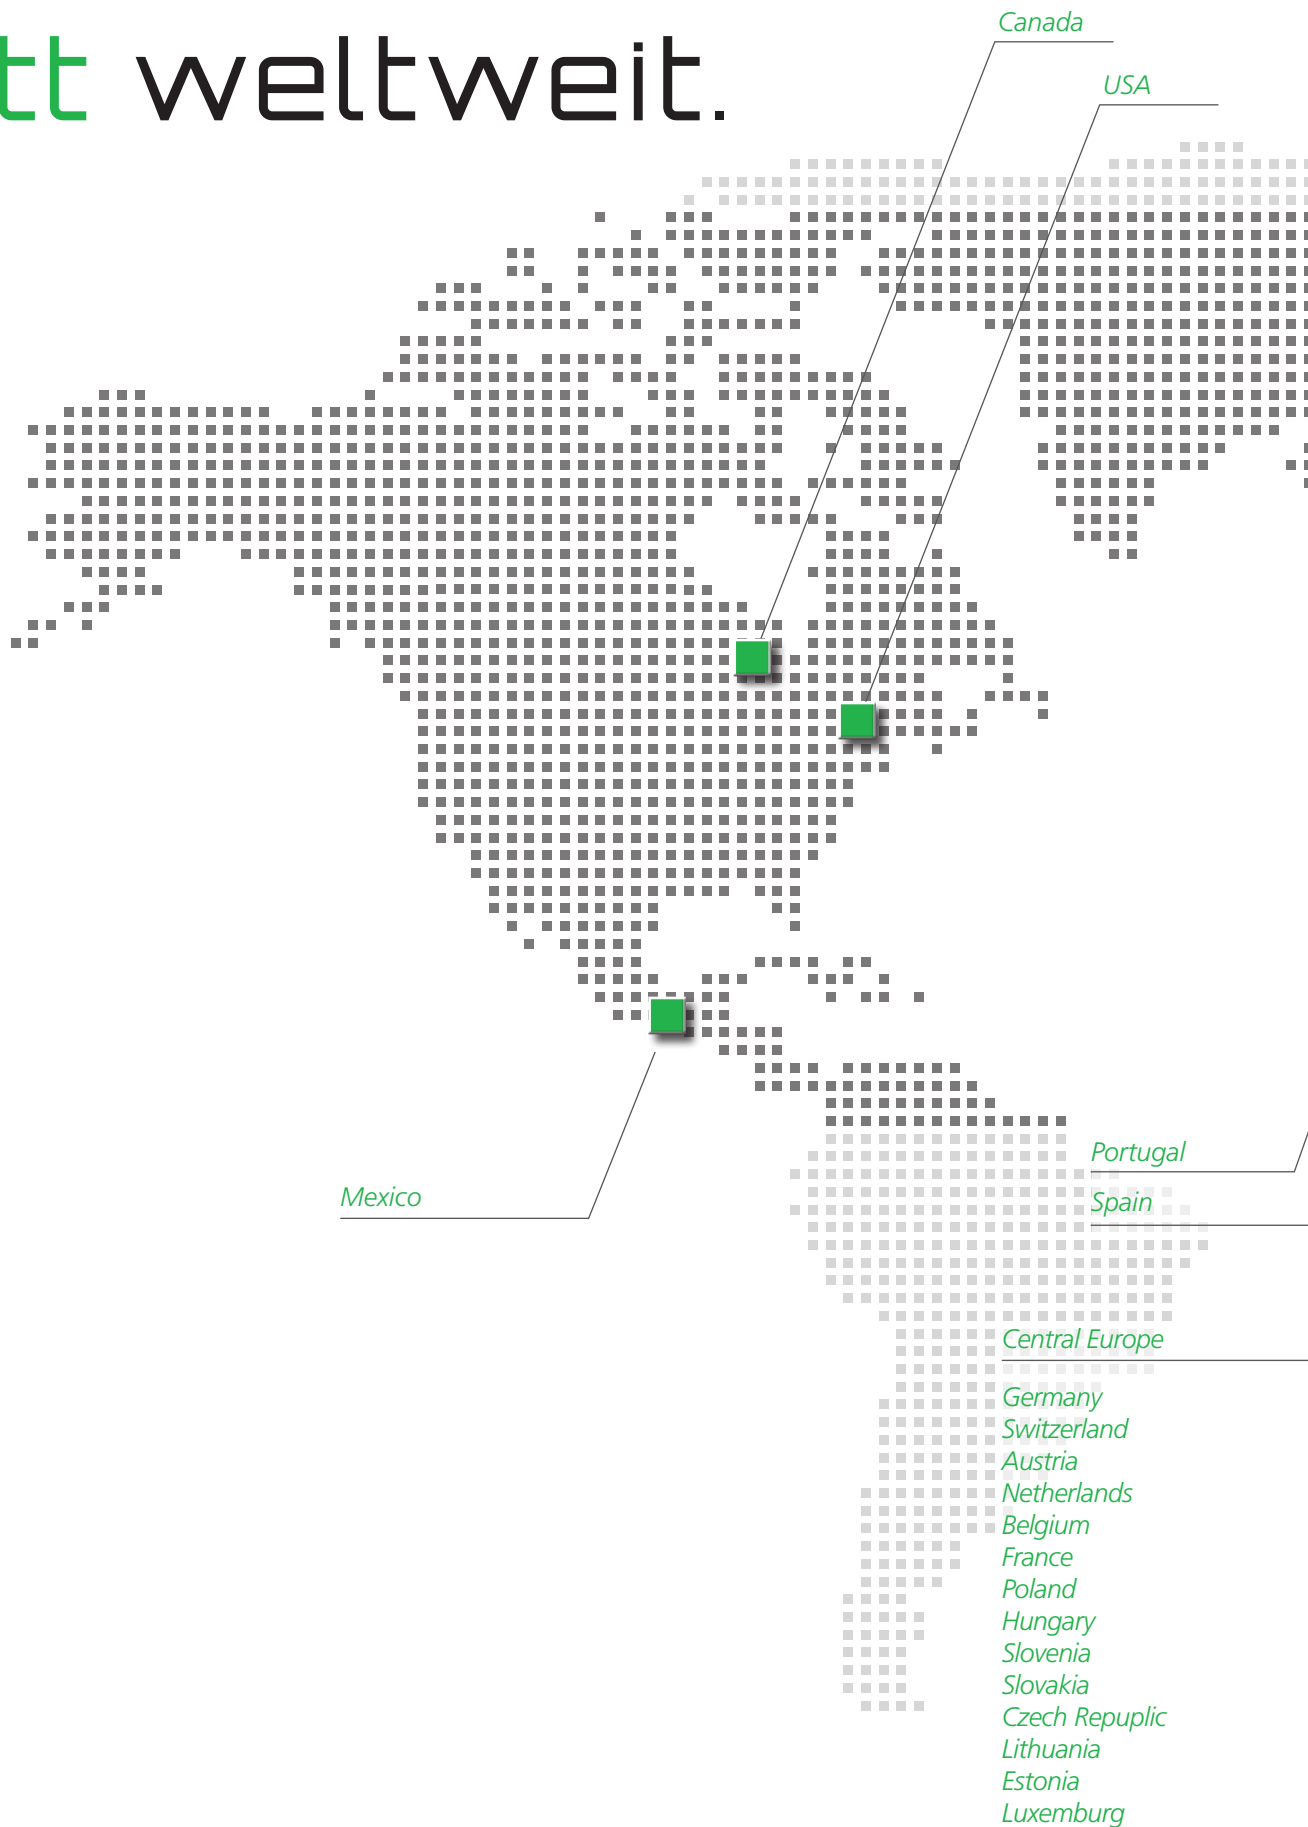 tt weltweit.
Canada
USA
Mexico
Portugal
Spain
Central Europe
Germany
Switzerland
Austria
Netherlands
Belgium
France
Poland
Hungary
Slovenia
Slovakia
Czech Repuplic
Lithuania
Estonia
Luxemburg